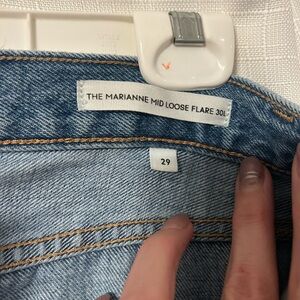 THE MARIANNE MID LOOSE FLARE 30L
29